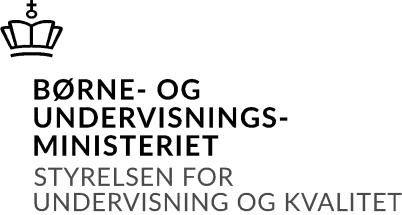 BØRNE- OG
UNDERVISNINGS-
MINISTERIET
STYRELSEN FOR
UNDERVISNING OG KVALITET